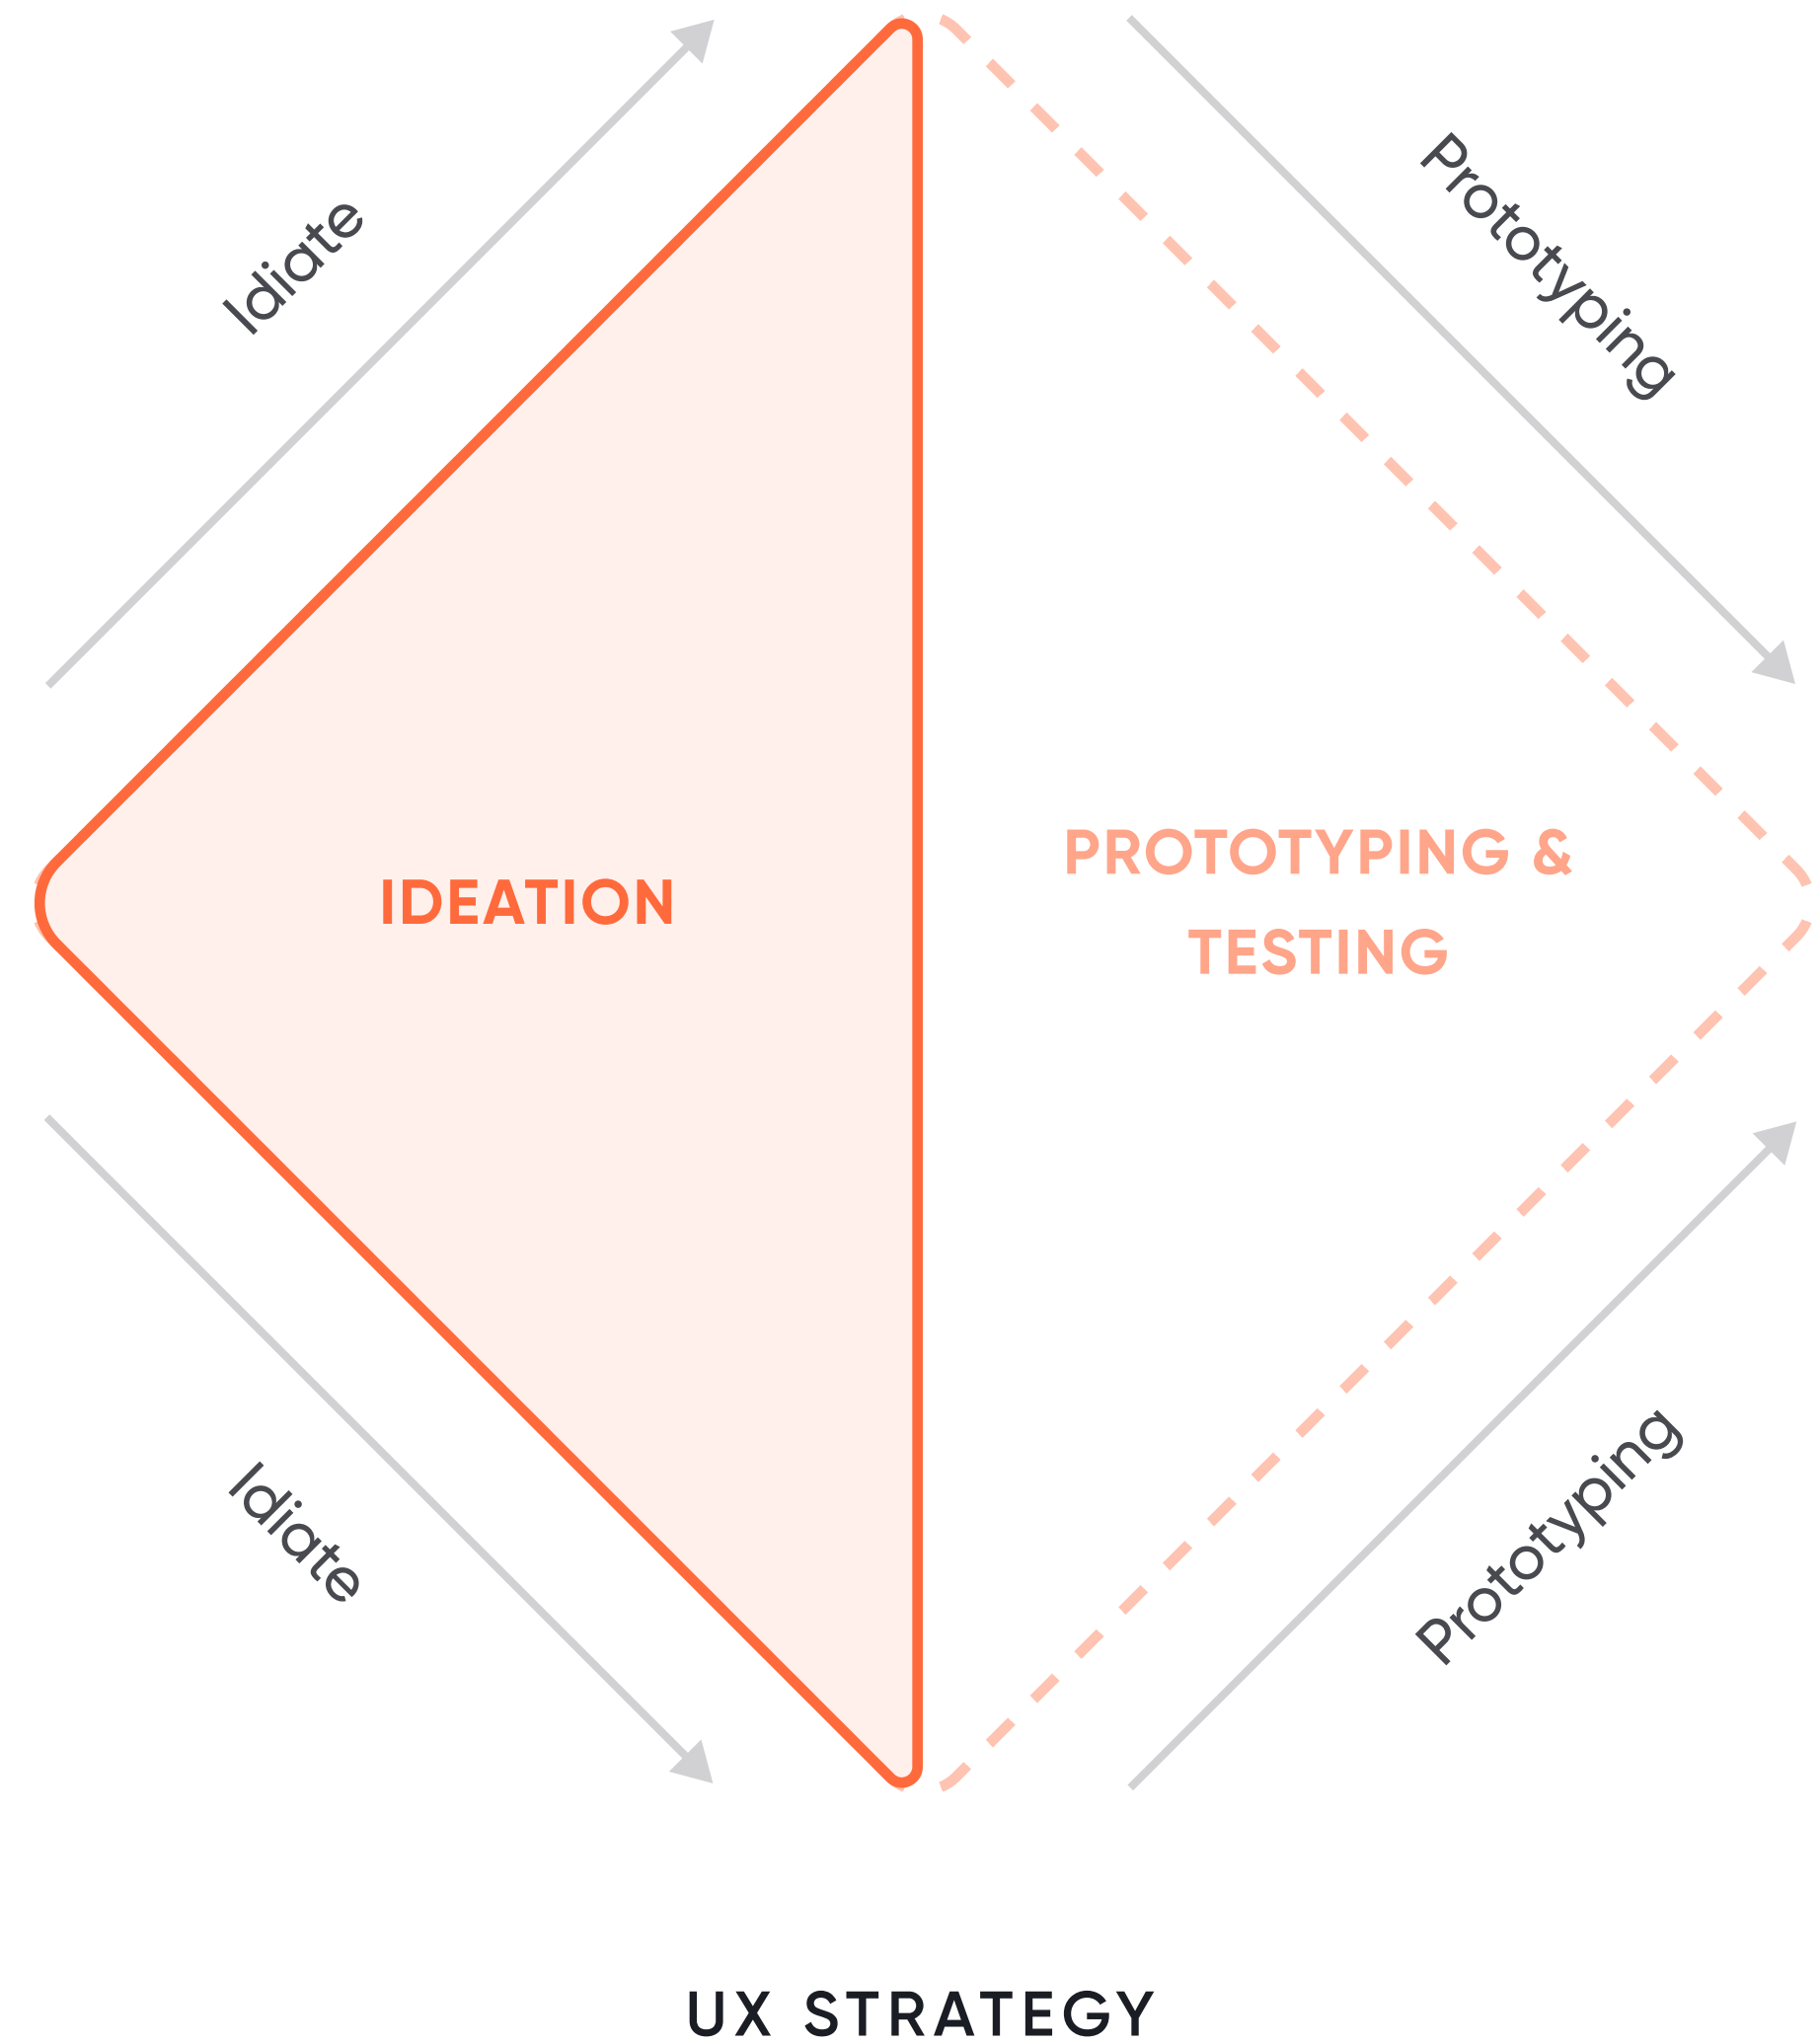 Idiate
Prototyping
IDEATION
PROTOTYPING &
TESTING
Idiate
Prototyping
UX STRATEGY